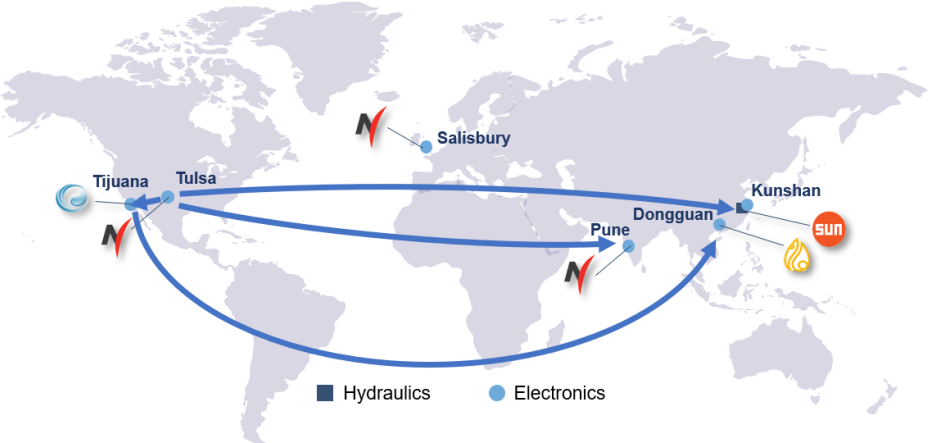 Salisbury
Tijuana
Tulsa
Kunshan
Dongguan
Pune
sun
Hydraulics
Electronics